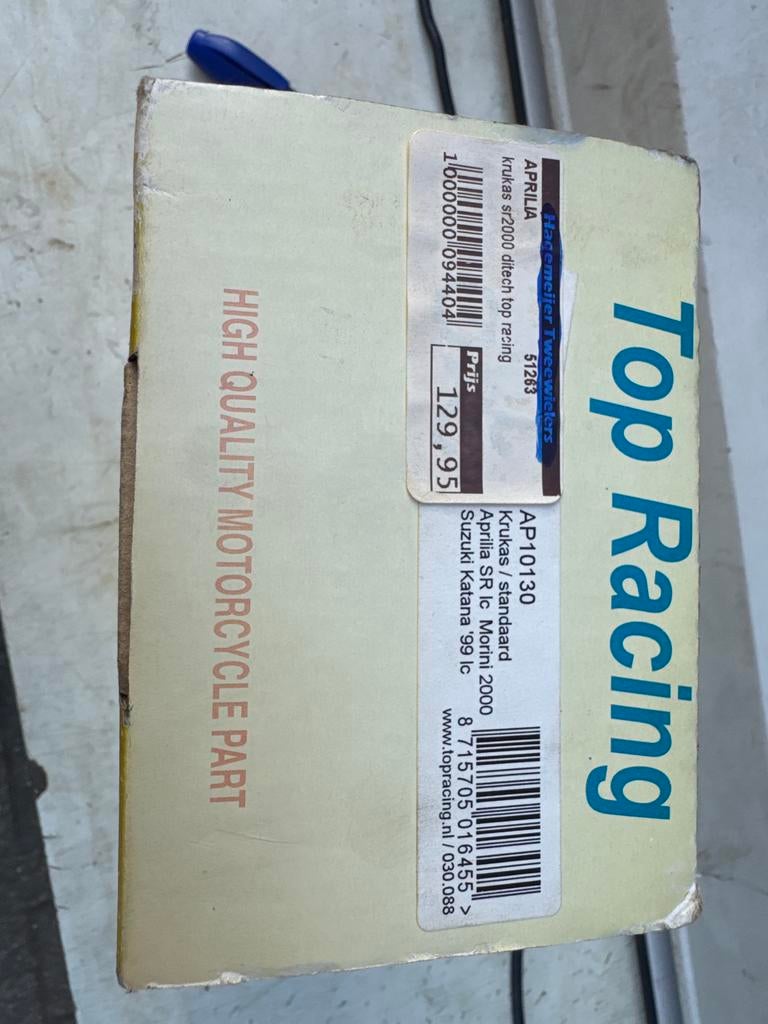 Top Racing
Hagemeijer Tweewielers
APRILIA 51263
krukas sr2000 ditech top racing
1000000094404
Prijs
129,95
AP10130
Krukas / standaard
Aprilia SR lc Morini 2000
Suzuki Katana '99 lc
8 715705 016455 >
www.topracing.nl / 030.088
HIGH QUALITY MOTORCYCLE PART